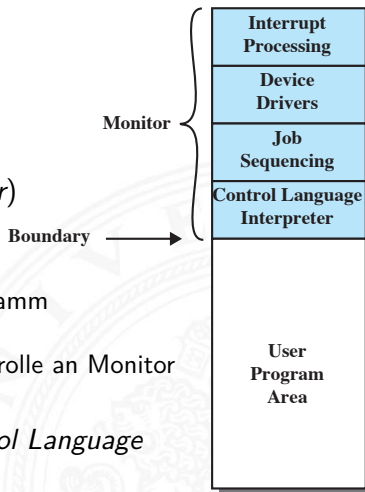 Interrupt
Processing
Device
Drivers
Monitor
Job
Sequencing
r)
Control Language
Interpreter
Boundary
amm
rolle an Monitor
User
Program
Area
ol Language